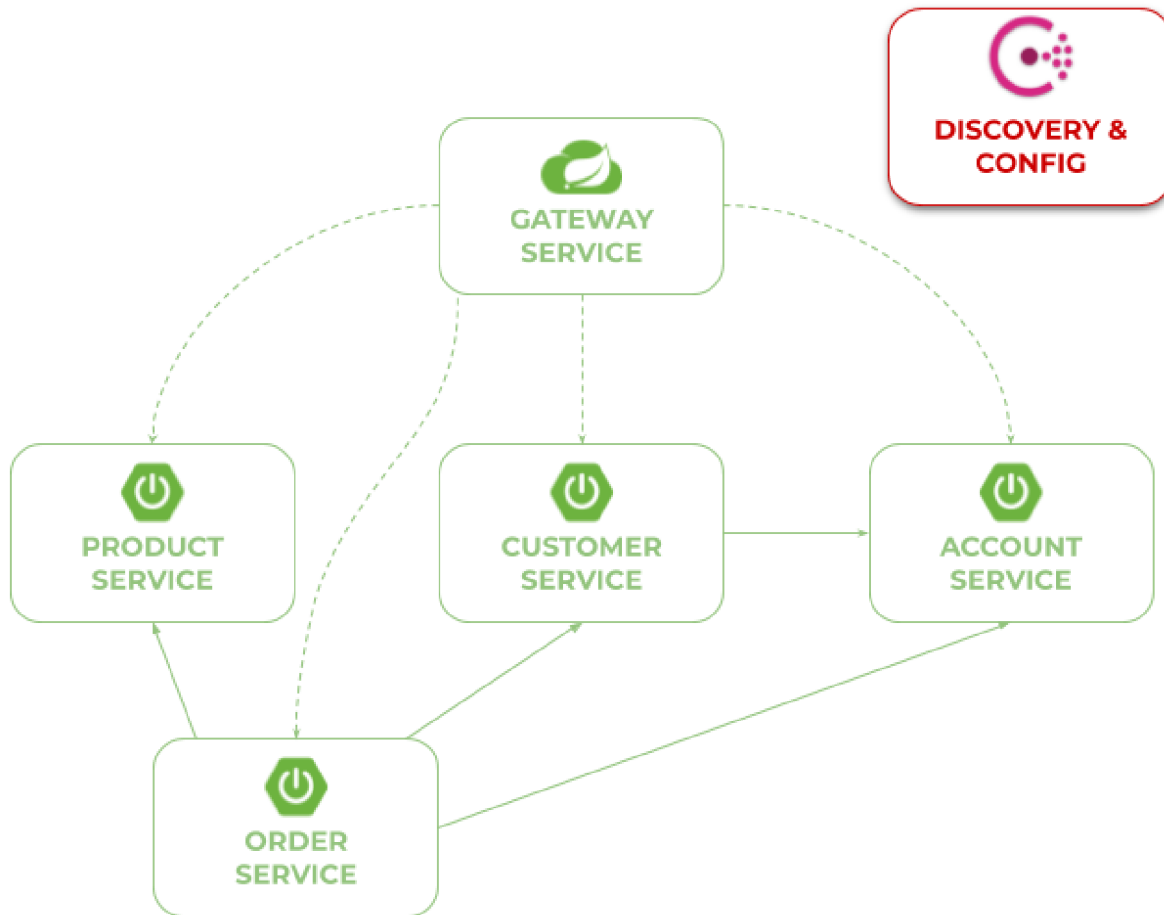 DISCOVERY &
CONFIG
GATEWAY
SERVICE
PRODUCT
SERVICE
CUSTOMER
SERVICE
ACCOUNT
SERVICE
ORDER
SERVICE